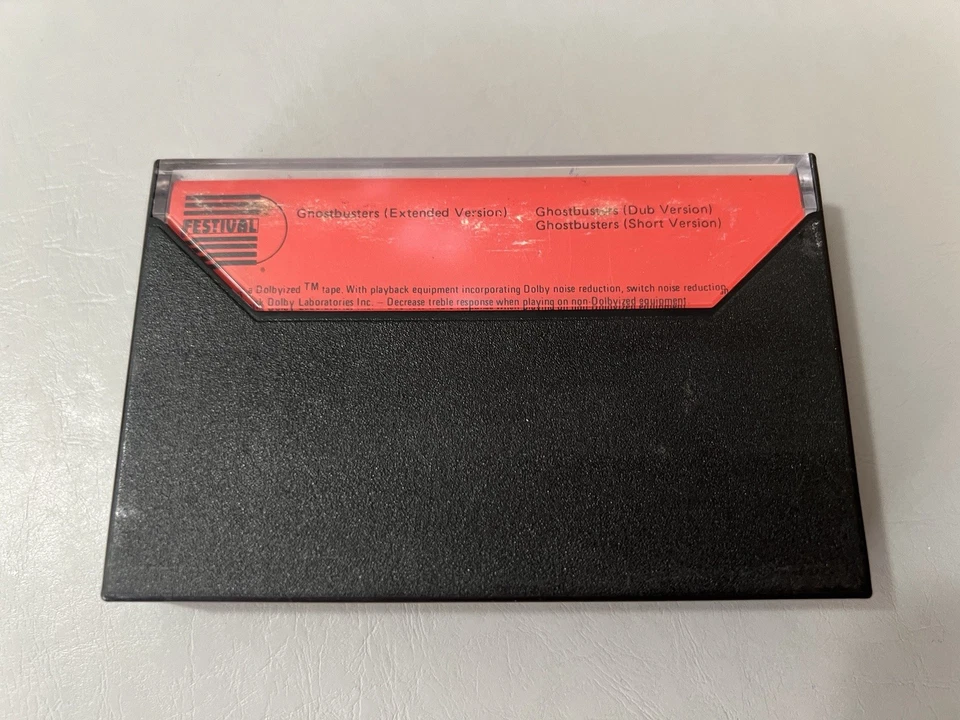 FESTIVAL
Ghostbusters (Extended Version)
Ghostbusters (Dub Version)
Ghostbusters (Short Version)
Dolbyized TM tape. With playback equipment incorporating Dolby noise reduction, switch noise reduction
Dolby Laboratories Inc. – Decrease treble response when playing on non-Dolbyized equipment